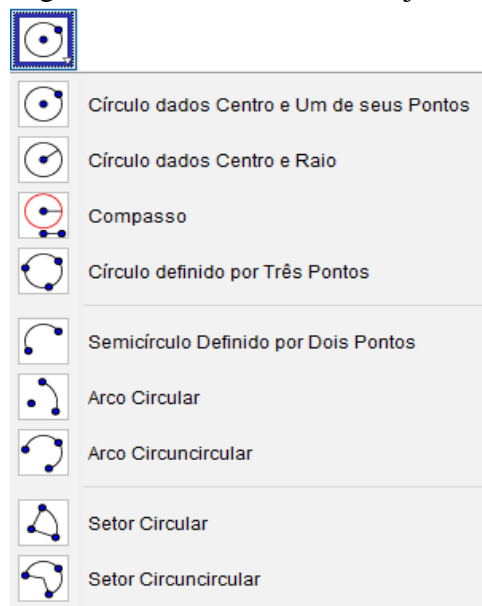 Círculo dados Centro e Um de seus Pontos
Círculo dados Centro e Raio
Compasso
Círculo definido por Três Pontos
Semicírculo Definido por Dois Pontos
Arco Circular
Arco Circuncircular
Setor Circular
Setor Circuncircular